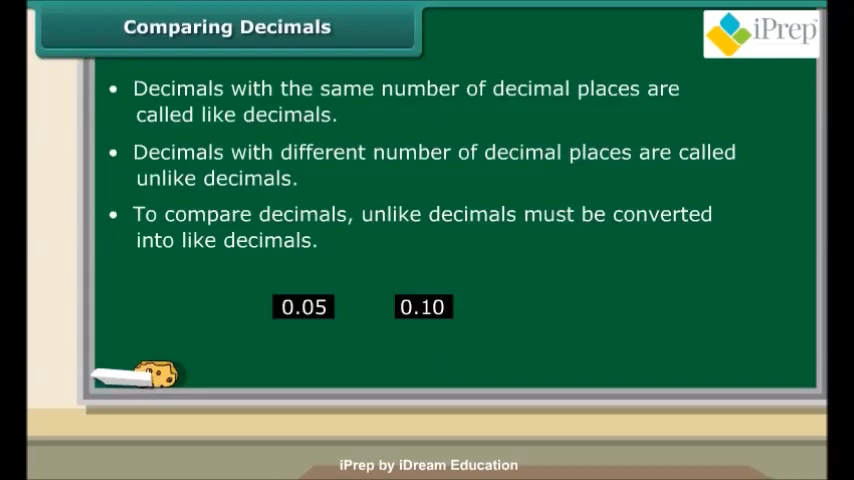 Comparing Decimals
iPrep
• Decimals with the same number of decimal places are
called like decimals.
• Decimals with different number of decimal places are called
unlike decimals.
• To compare decimals, unlike decimals must be converted
into like decimals.
0.05 0.10
iPrep by iDream Education